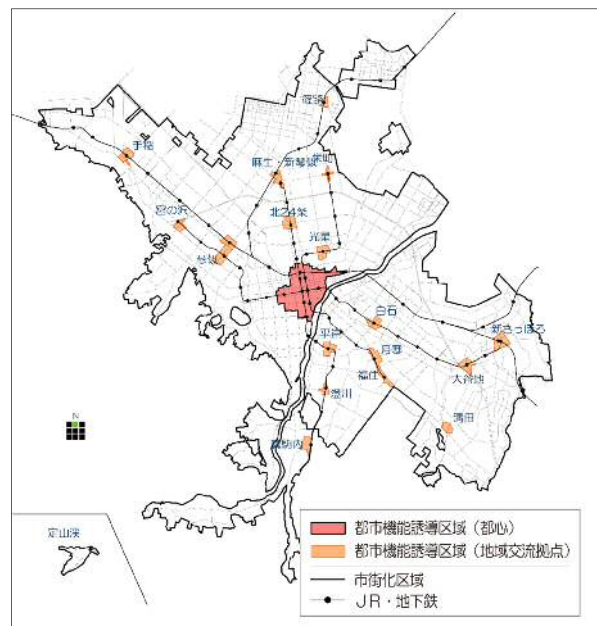 篠路
手稲
麻生・新琴似
栄町
宮の沢
北24条
光星
琴似
白石
新さっぽろ
平岸
月寒
大谷地
福住
澄川
清田
真駒内
N
定山渓
都市機能誘導区域（都心）
都市機能誘導区域（地域交流拠点）
市街化区域
ＪＲ・地下鉄